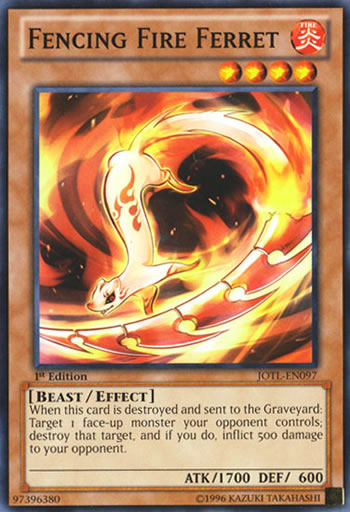 FENCING FIRE FERRET
FIRE
炎
1st Edition
JOTL-EN097
[BEAST / EFFECT]
When this card is destroyed and sent to the Graveyard:
Target 1 face-up monster your opponent controls;
destroy that target, and if you do, inflict 500 damage
to your opponent.
ATK/1700 DEF/ 600
97396380
©1996 KAZUKI TAKAHASHI